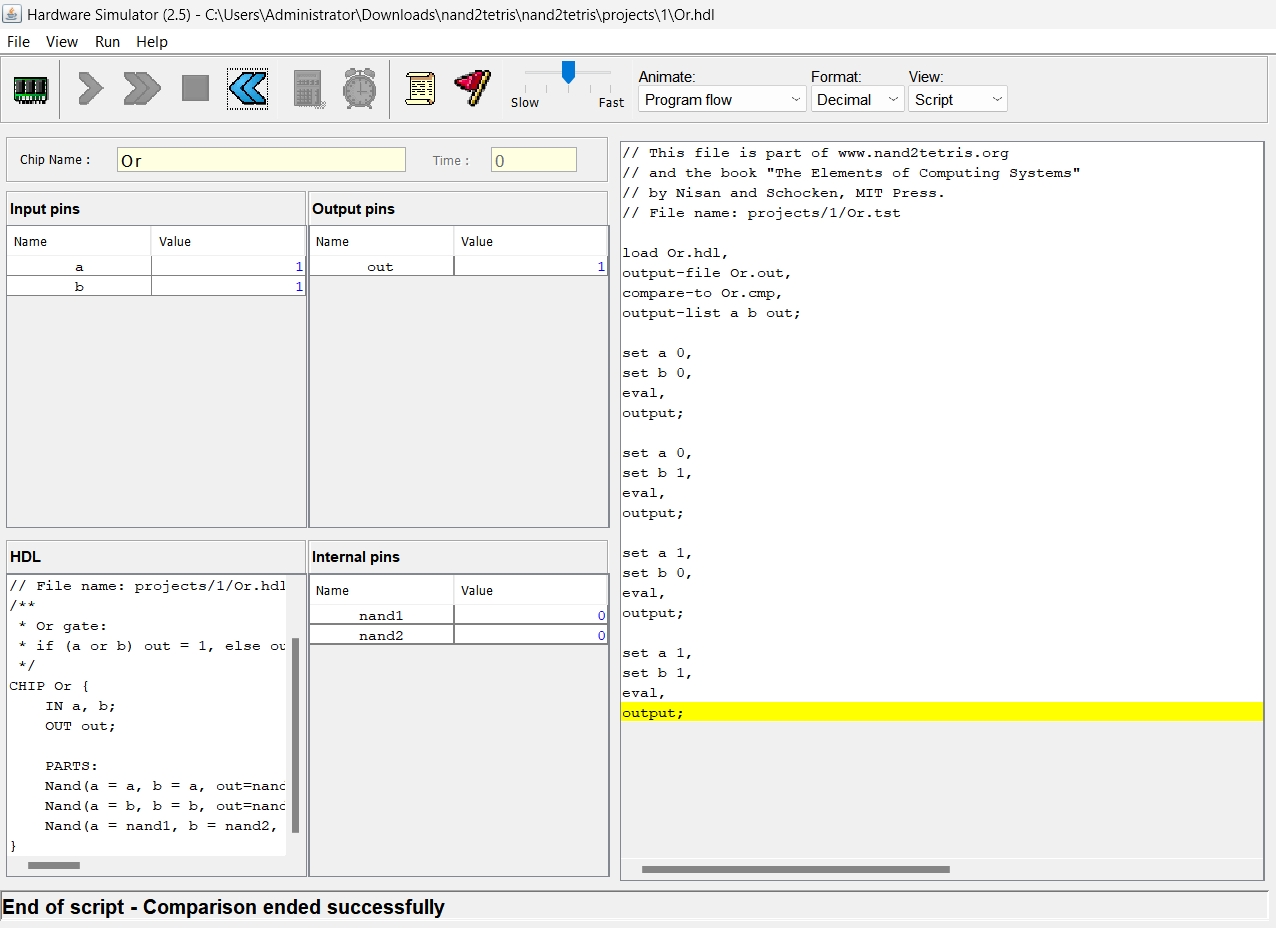 Hardware Simulator (2.5) - C:\Users\Administrator\Downloads\nand2tetris\nand2tetris\projects\1\Or.hdl
File View Run Help
Slow Fast
Animate: Format: View:
Program flow Decimal Script
Chip Name : Or Time : 0
Input pins
Name Value
a 1
b 1
Output pins
Name Value
out 1
HDL
// File name: projects/1/Or.hdl
/**
* Or gate:
* if (a or b) out = 1, else ou
*/
CHIP Or {
IN a, b;
OUT out;
PARTS:
Nand(a = a, b = a, out=nand
Nand(a = b, b = b, out=nand
Nand(a = nand1, b = nand2,
}
Internal pins
Name Value
nand1 0
nand2 0
// This file is part of www.nand2tetris.org
// and the book "The Elements of Computing Systems"
// by Nisan and Schocken, MIT Press.
// File name: projects/1/Or.tst
load Or.hdl,
output-file Or.out,
compare-to Or.cmp,
output-list a b out;
set a 0,
set b 0,
eval,
output;
set a 0,
set b 1,
eval,
output;
set a 1,
set b 0,
eval,
output;
set a 1,
set b 1,
eval,
output;
End of script - Comparison ended successfully